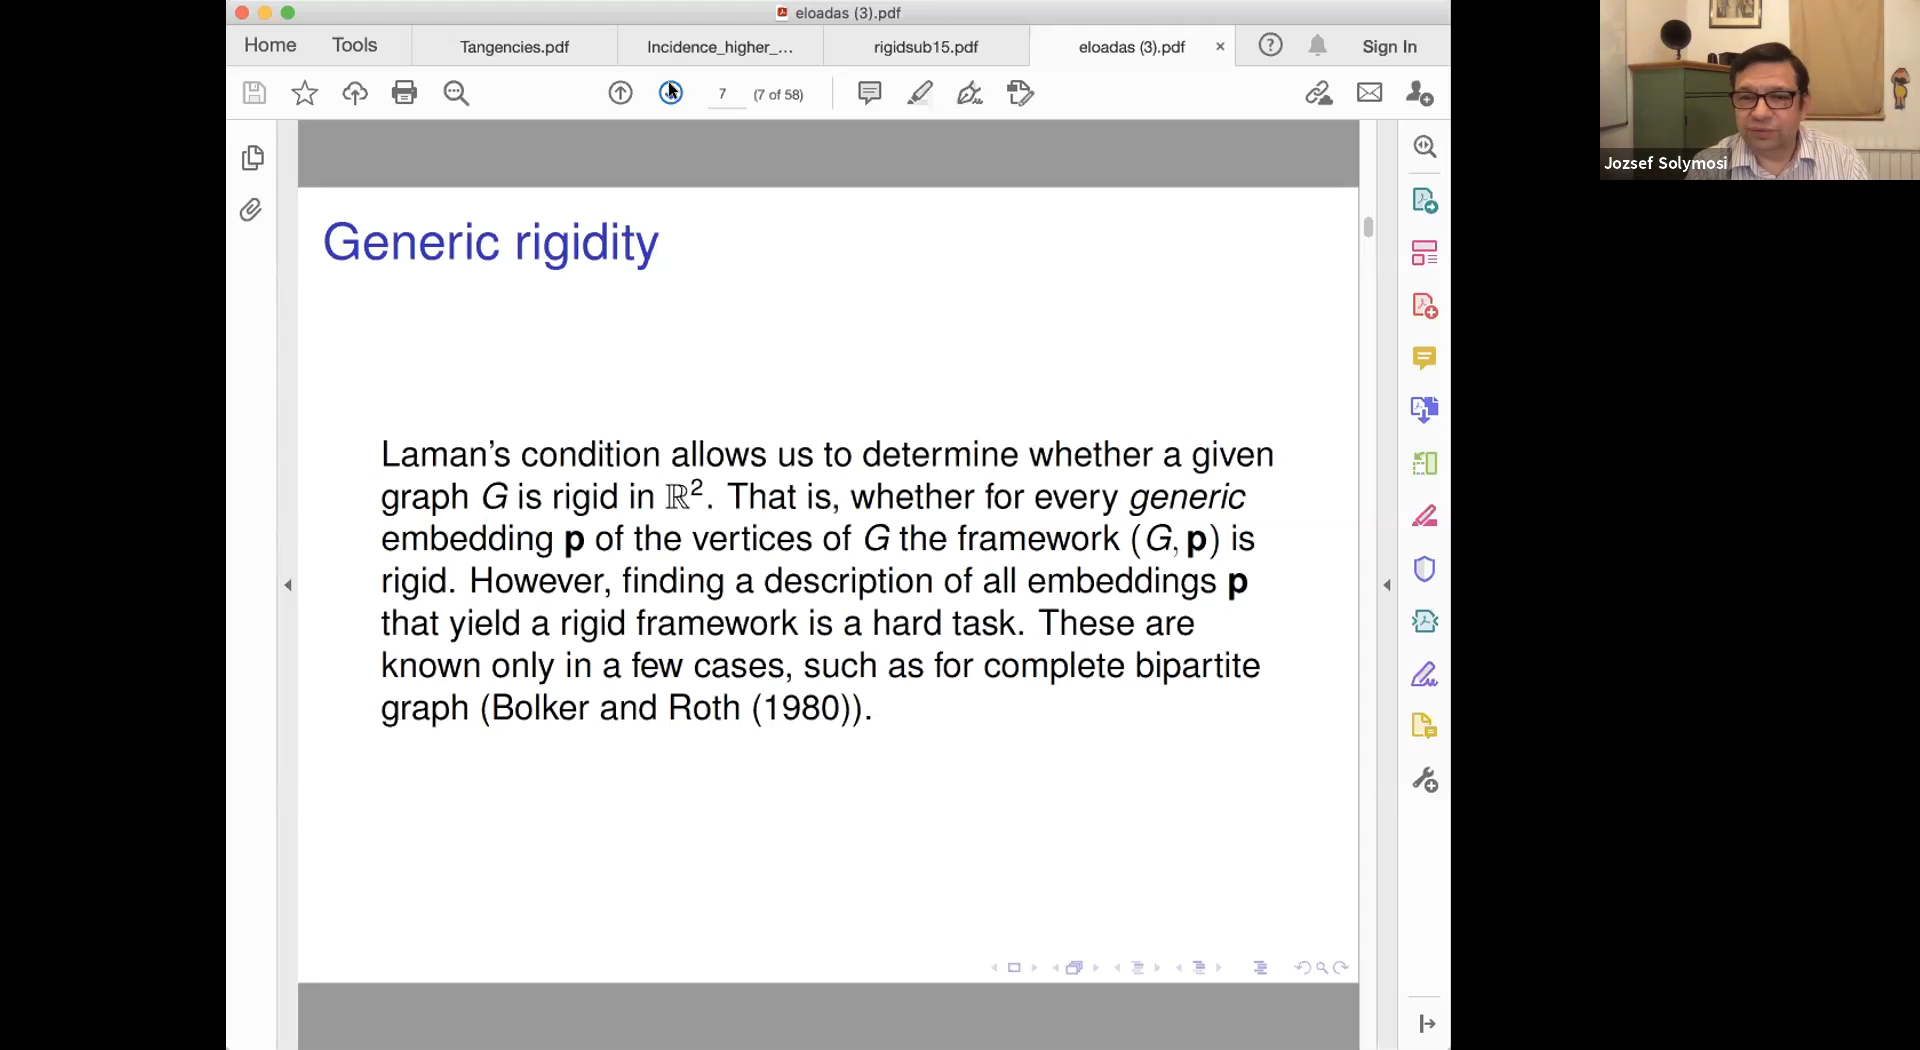 eloadas (3).pdf
Home Tools Tangencies.pdf Incidence_higher_... rigidsub15.pdf eloadas (3).pdf × Sign In
7 (7 of 58)
Jozsef Solymosi
Generic rigidity
Laman's condition allows us to determine whether a given
graph G is rigid in ℝ². That is, whether for every generic
embedding p of the vertices of G the framework (G, p) is
rigid. However, finding a description of all embeddings p
that yield a rigid framework is a hard task. These are
known only in a few cases, such as for complete bipartite
graph (Bolker and Roth (1980)).